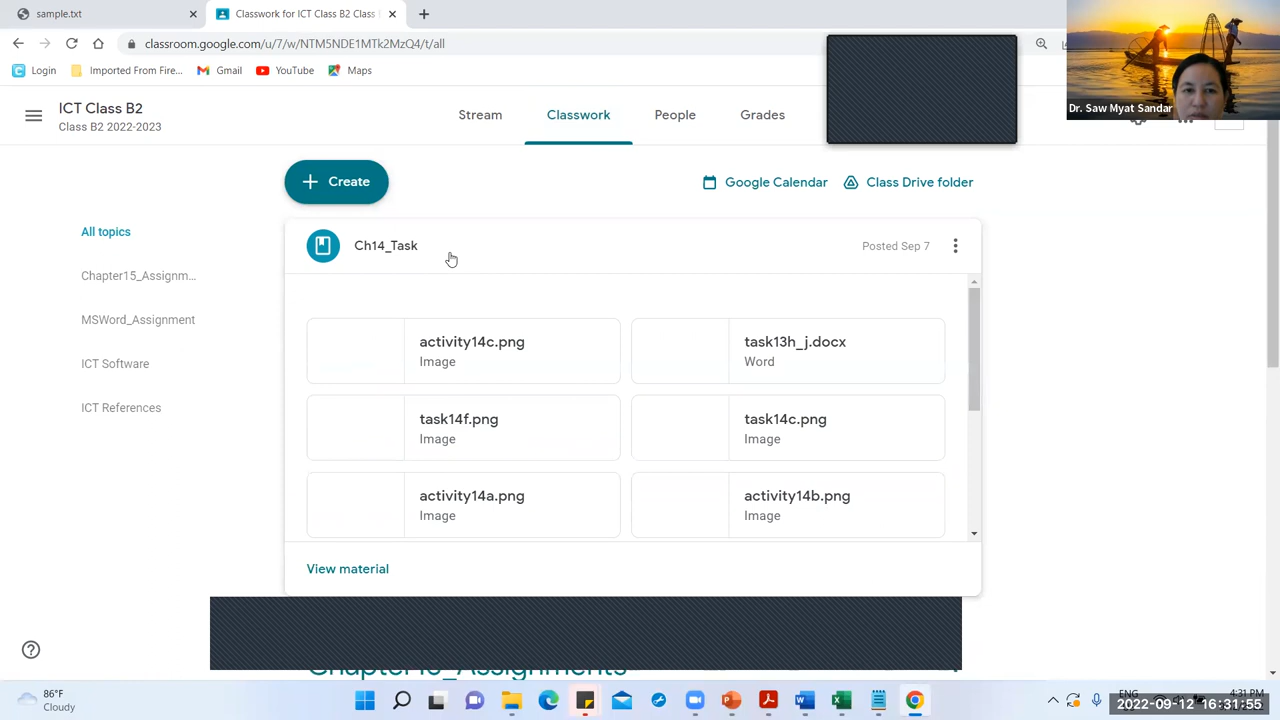 sample.txt
Classwork for ICT Class B2 Class
classroom.google.com/u/7/w/NTM5NDE1MTk2MzQ4/t/all
Login
Imported From Fire...
Gmail
YouTube
Maps
Dr. Saw Myat Sandar
ICT Class B2
Class B2 2022-2023
Stream
Classwork
People
Grades
Create
Google Calendar
Class Drive folder
All topics
Chapter15_Assignm...
MSWord_Assignment
ICT Software
ICT References
Ch14_Task
Posted Sep 7
activity14c.png
Image
task13h_j.docx
Word
task14f.png
Image
task14c.png
Image
activity14a.png
Image
activity14b.png
Image
View material
86°F
Cloudy
ENG
4:31 PM
2022-09-12 16:31:55